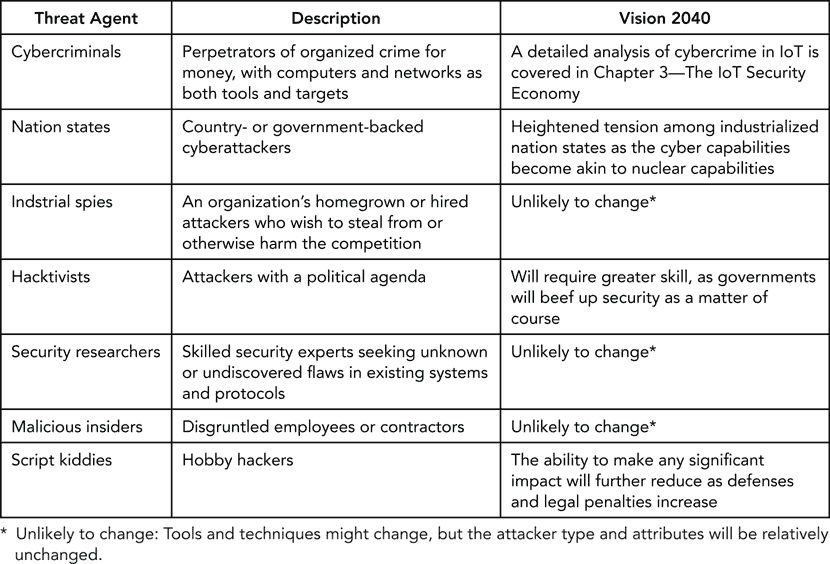 Threat Agent Description Vision 2040
Cybercriminals Perpetrators of organized crime for A detailed analysis of cybercrime in IoT is
money, with computers and networks as covered in Chapter 3—The IoT Security
both tools and targets Economy
Nation states Country- or government-backed Heightened tension among industrialized
cyberattackers nation states as the cyber capabilities
become akin to nuclear capabilities
Indstrial spies An organization’s homegrown or hired Unlikely to change*
attackers who wish to steal from or
otherwise harm the competition
Hacktivists Attackers with a political agenda Will require greater skill, as governments
will beef up security as a matter of
course
Security researchers Skilled security experts seeking unknown Unlikely to change*
or undiscovered flaws in existing systems
and protocols
Malicious insiders Disgruntled employees or contractors Unlikely to change*
Script kiddies Hobby hackers The ability to make any significant
impact will further reduce as defenses
and legal penalties increase
* Unlikely to change: Tools and techniques might change, but the attacker type and attributes will be relatively
unchanged.